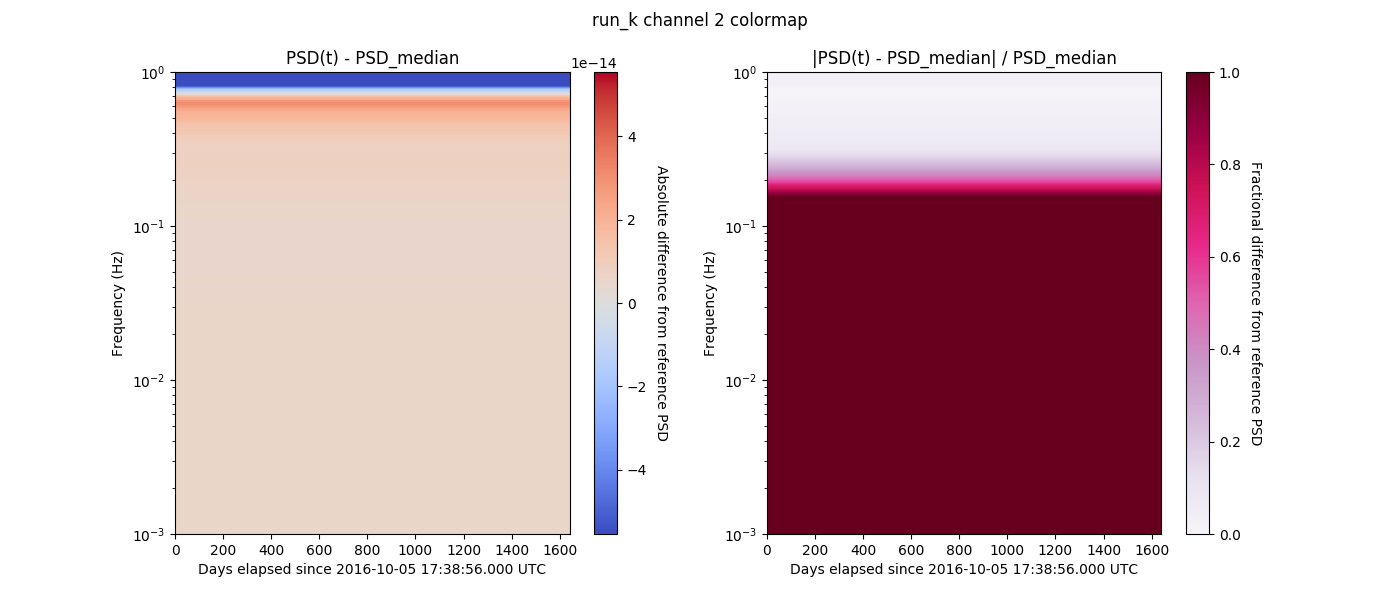 run_k channel 2 colormap
PSD(t) - PSD_median
1e−14
10⁰
10⁻¹
10⁻²
10⁻³
Frequency (Hz)
0 200 400 600 800 1000 1200 1400 1600
Days elapsed since 2016-10-05 17:38:56.000 UTC
4
2
0
−2
−4
Absolute difference from reference PSD
|PSD(t) - PSD_median| / PSD_median
10⁰
10⁻¹
10⁻²
10⁻³
Frequency (Hz)
0 200 400 600 800 1000 1200 1400 1600
Days elapsed since 2016-10-05 17:38:56.000 UTC
1.0
0.8
0.6
0.4
0.2
0.0
Fractional difference from reference PSD